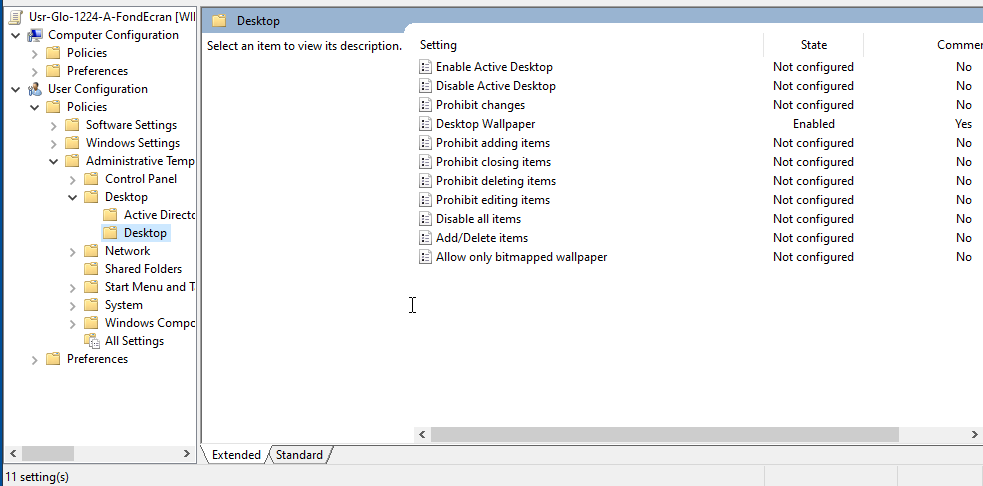 Usr-Glo-1224-A-FondEcran [WII
Computer Configuration
Policies
Preferences
User Configuration
Policies
Software Settings
Windows Settings
Administrative Temp
Control Panel
Desktop
Active Directo
Desktop
Network
Shared Folders
Start Menu and T
System
Windows Compo
All Settings
Preferences
Desktop
Select an item to view its description.
Setting State Commer
Enable Active Desktop Not configured No
Disable Active Desktop Not configured No
Prohibit changes Not configured No
Desktop Wallpaper Enabled Yes
Prohibit adding items Not configured No
Prohibit closing items Not configured No
Prohibit deleting items Not configured No
Prohibit editing items Not configured No
Disable all items Not configured No
Add/Delete items Not configured No
Allow only bitmapped wallpaper Not configured No
Extended Standard
11 setting(s)